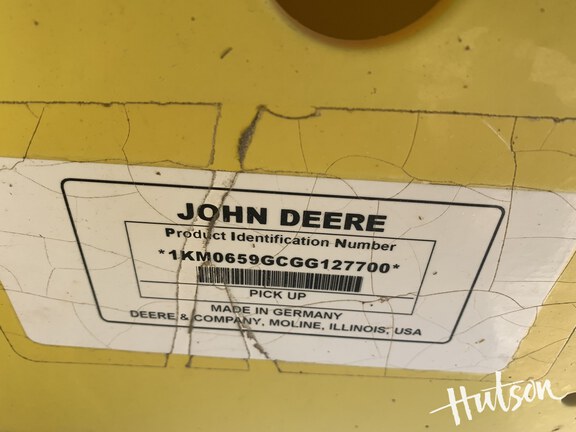 JOHN DEERE
Product Identification Number
*1KM0659GCGG127700*
PICK UP
MADE IN GERMANY
DEERE & COMPANY, MOLINE, ILLINOIS, USA
Hutson